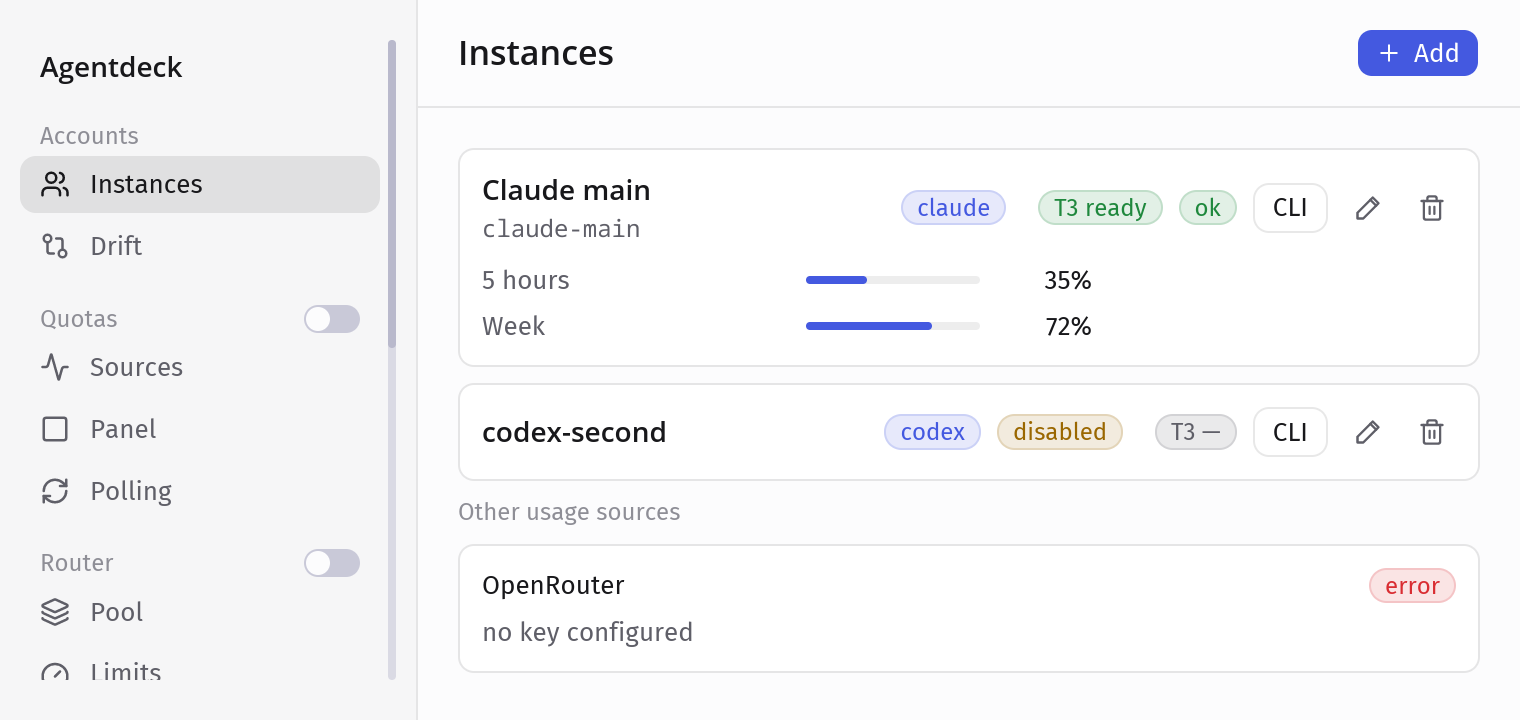 Agentdeck
Accounts
Instances
Drift
Quotas
Sources
Panel
Polling
Router
Pool
Limits
Instances
Add
Claude main
claude-main
claude T3 ready ok CLI
5 hours 35%
Week 72%
codex-second codex disabled T3 — CLI
Other usage sources
OpenRouter error
no key configured